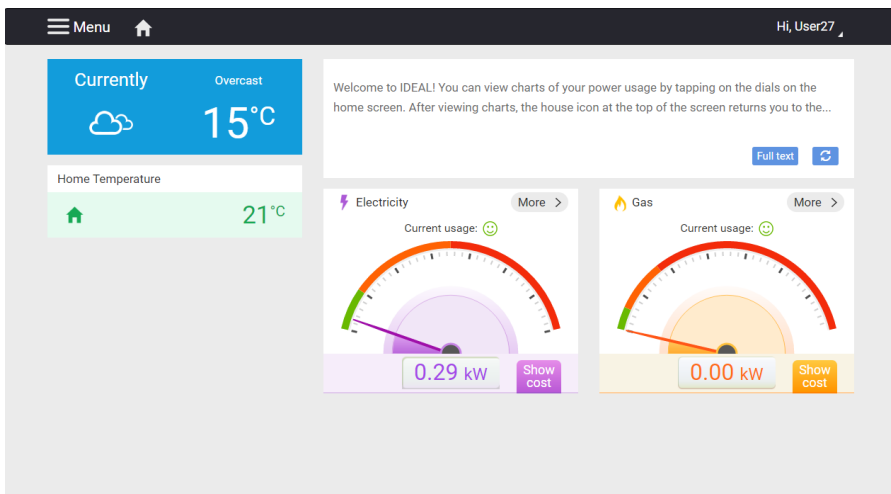 Menu
Hi, User27
Currently
Overcast
15°C
Welcome to IDEAL! You can view charts of your power usage by tapping on the dials on the
home screen. After viewing charts, the house icon at the top of the screen returns you to the...
Full text
Home Temperature
21°C
Electricity
More >
Current usage:
0.29 kW
Show
cost
Gas
More >
Current usage:
0.00 kW
Show
cost